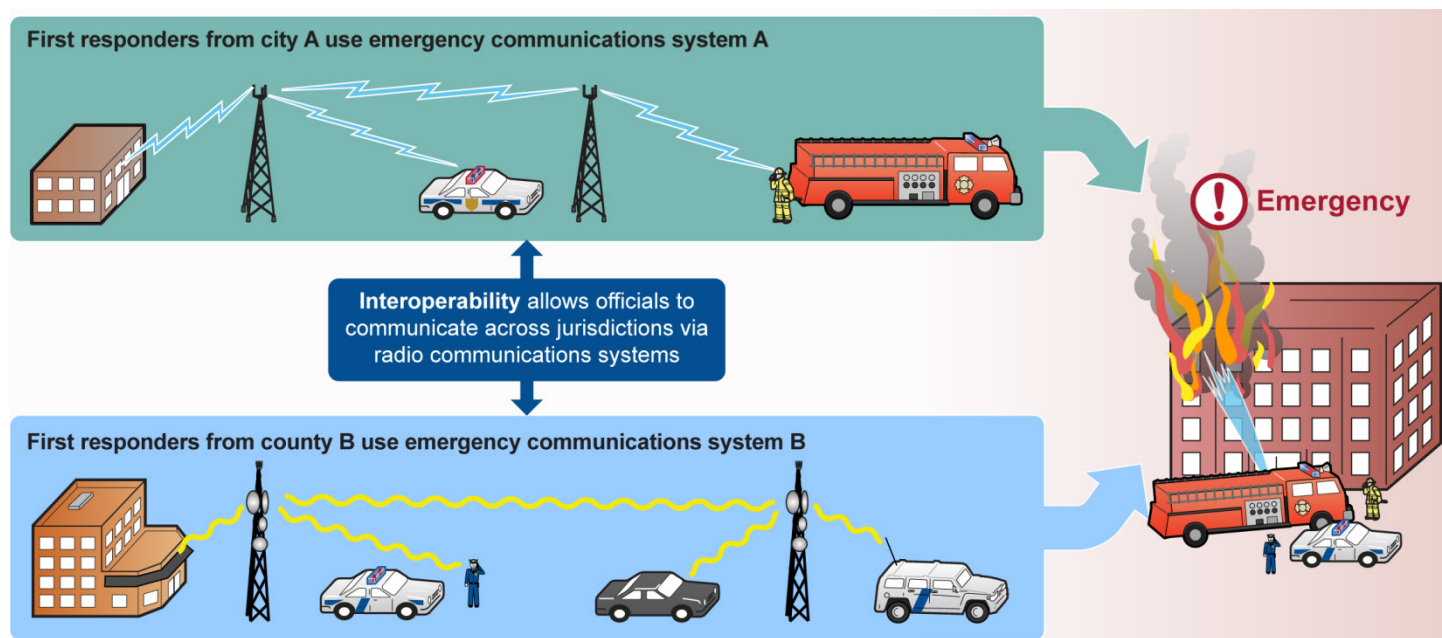 First responders from city A use emergency communications system A
Emergency
Interoperability allows officials to
communicate across jurisdictions via
radio communications systems
First responders from county B use emergency communications system B